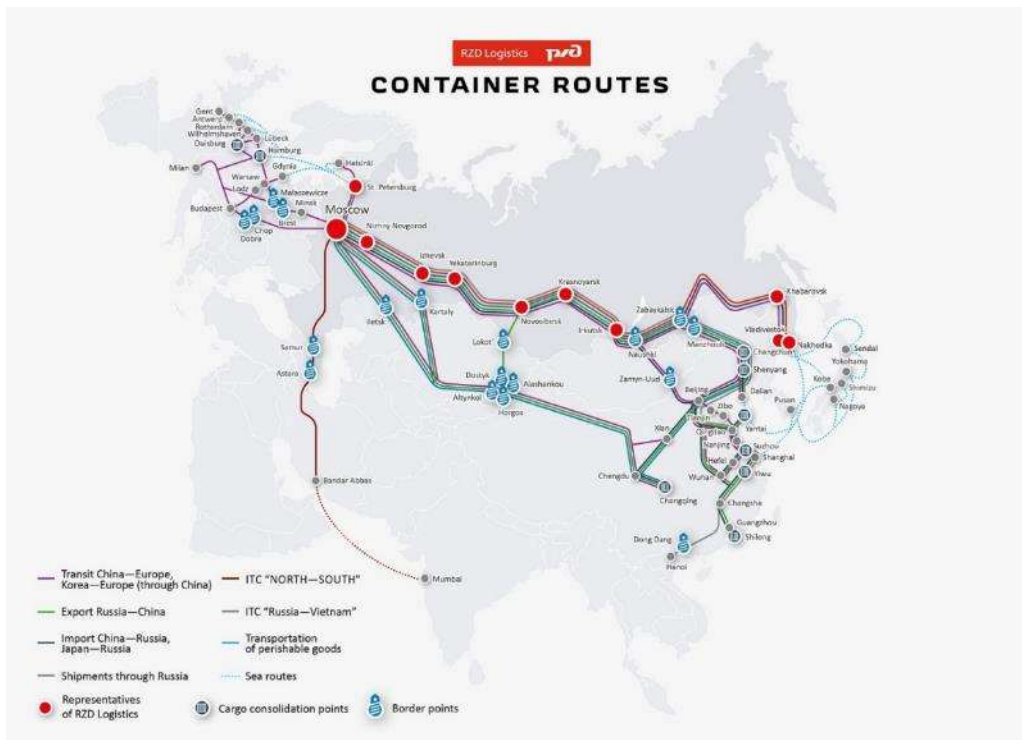 RZD Logistics
CONTAINER ROUTES
Gent
Antwerp
Rotterdam
Wilhelmshaven
Duisburg
Lübeck
Hamburg
Gdynia
Helsinki
St. Petersburg
Milan
Warsaw
Lodz
Malaszewicze
Minsk
Brest
Budapest
Chop
Dobra
Moscow
Nizhny Novgorod
Izhevsk
Yekaterinburg
Krasnoyarsk
Novosibirsk
Irkutsk
Naushki
Zabaykalsk
Manzhouli
Khabarovsk
Vladivostok
Nakhodka
Iletsk
Kartaly
Lokot'
Dostyk
Alashankou
Altynkol
Horgos
Samur
Astara
Zamyn-Uud
Changchun
Shenyang
Dalian
Beijing
Tianjin
Zibo
Qingdao
Yantai
Nanjing
Suzhou
Shanghai
Hefei
Wuhan
Yiwu
Xian
Chengdu
Chongqing
Changsha
Guangzhou
Shilong
Dong Dang
Hanoi
Pusan
Sendai
Yokohama
Kobe
Shimizu
Nagoya
Bandar Abbas
Mumbai
Transit China—Europe,
Korea—Europe (through China)
Export Russia—China
Import China—Russia,
Japan—Russia
Shipments through Russia
Representatives
of RZD Logistics
ITC "NORTH—SOUTH"
ITC "Russia—Vietnam"
Transportation
of perishable goods
Sea routes
Cargo consolidation points
Border points